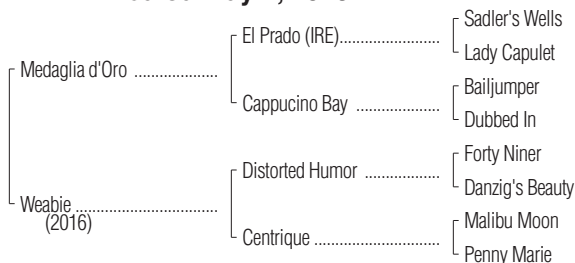 El Prado (IRE)
Sadler's Wells
Lady Capulet
Medaglia d'Oro
Cappucino Bay
Bailjumper
Dubbed In
Distorted Humor
Forty Niner
Danzig's Beauty
Weabie
(2016)
Centrique
Malibu Moon
Penny Marie